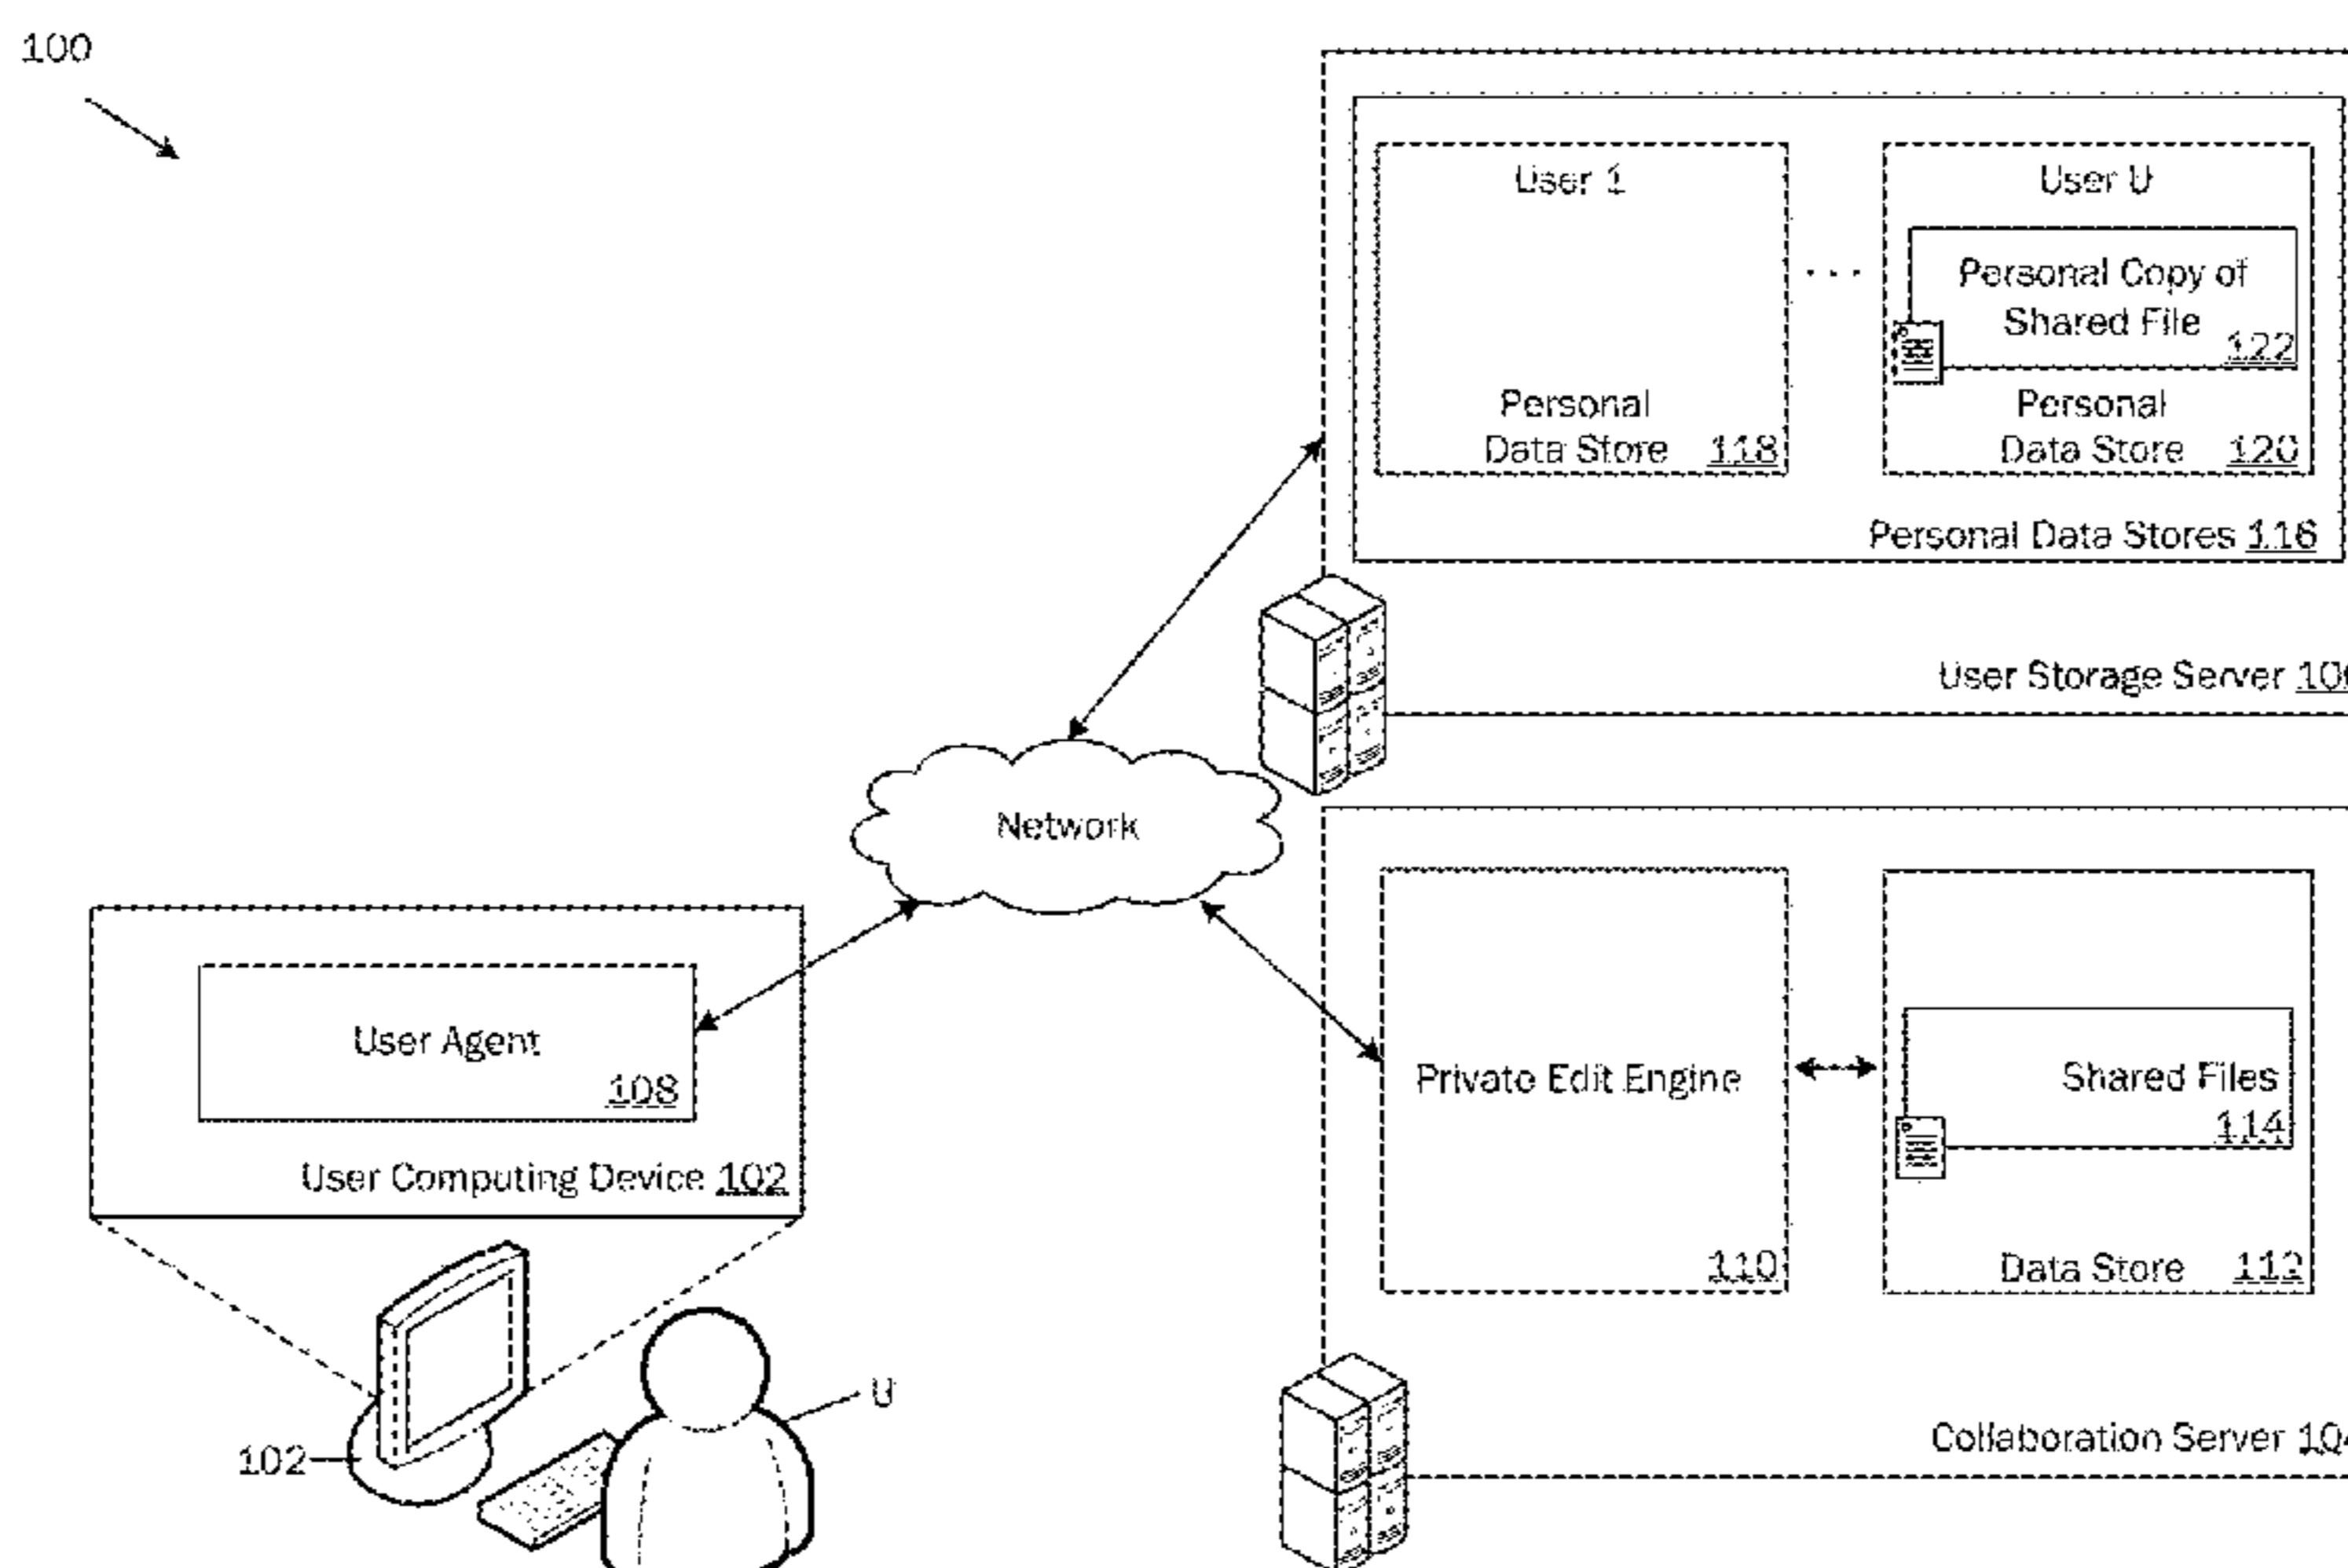 100
User 1
User U
Personal Copy of
Shared File
122
. . .
Personal
Data Store 118
Personal
Data Store 120
Personal Data Stores 116
User Storage Server
Network
User Agent
108
User Computing Device 102
Private Edit Engine
110
Shared Files
114
Data Store 112
Collaboration Server
102
U